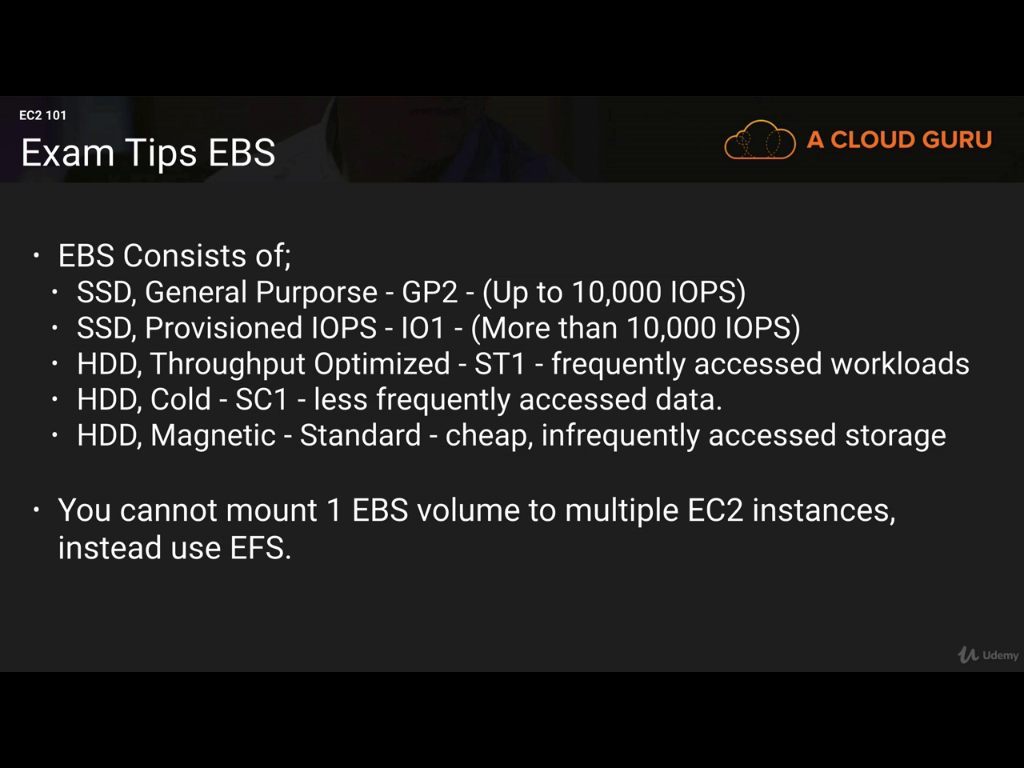 EC2 101
Exam Tips EBS
A CLOUD GURU
• EBS Consists of;
• SSD, General Purporse - GP2 - (Up to 10,000 IOPS)
• SSD, Provisioned IOPS - IO1 - (More than 10,000 IOPS)
• HDD, Throughput Optimized - ST1 - frequently accessed workloads
• HDD, Cold - SC1 - less frequently accessed data.
• HDD, Magnetic - Standard - cheap, infrequently accessed storage
• You cannot mount 1 EBS volume to multiple EC2 instances,
instead use EFS.
Udemy